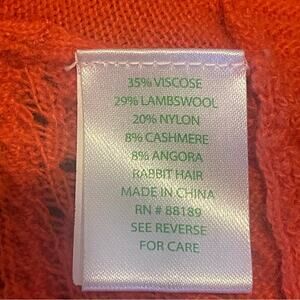 35% VISCOSE
29% LAMBSWOOL
20% NYLON
8% CASHMERE
8% ANGORA
RABBIT HAIR
MADE IN CHINA
RN # 88189
SEE REVERSE
FOR CARE